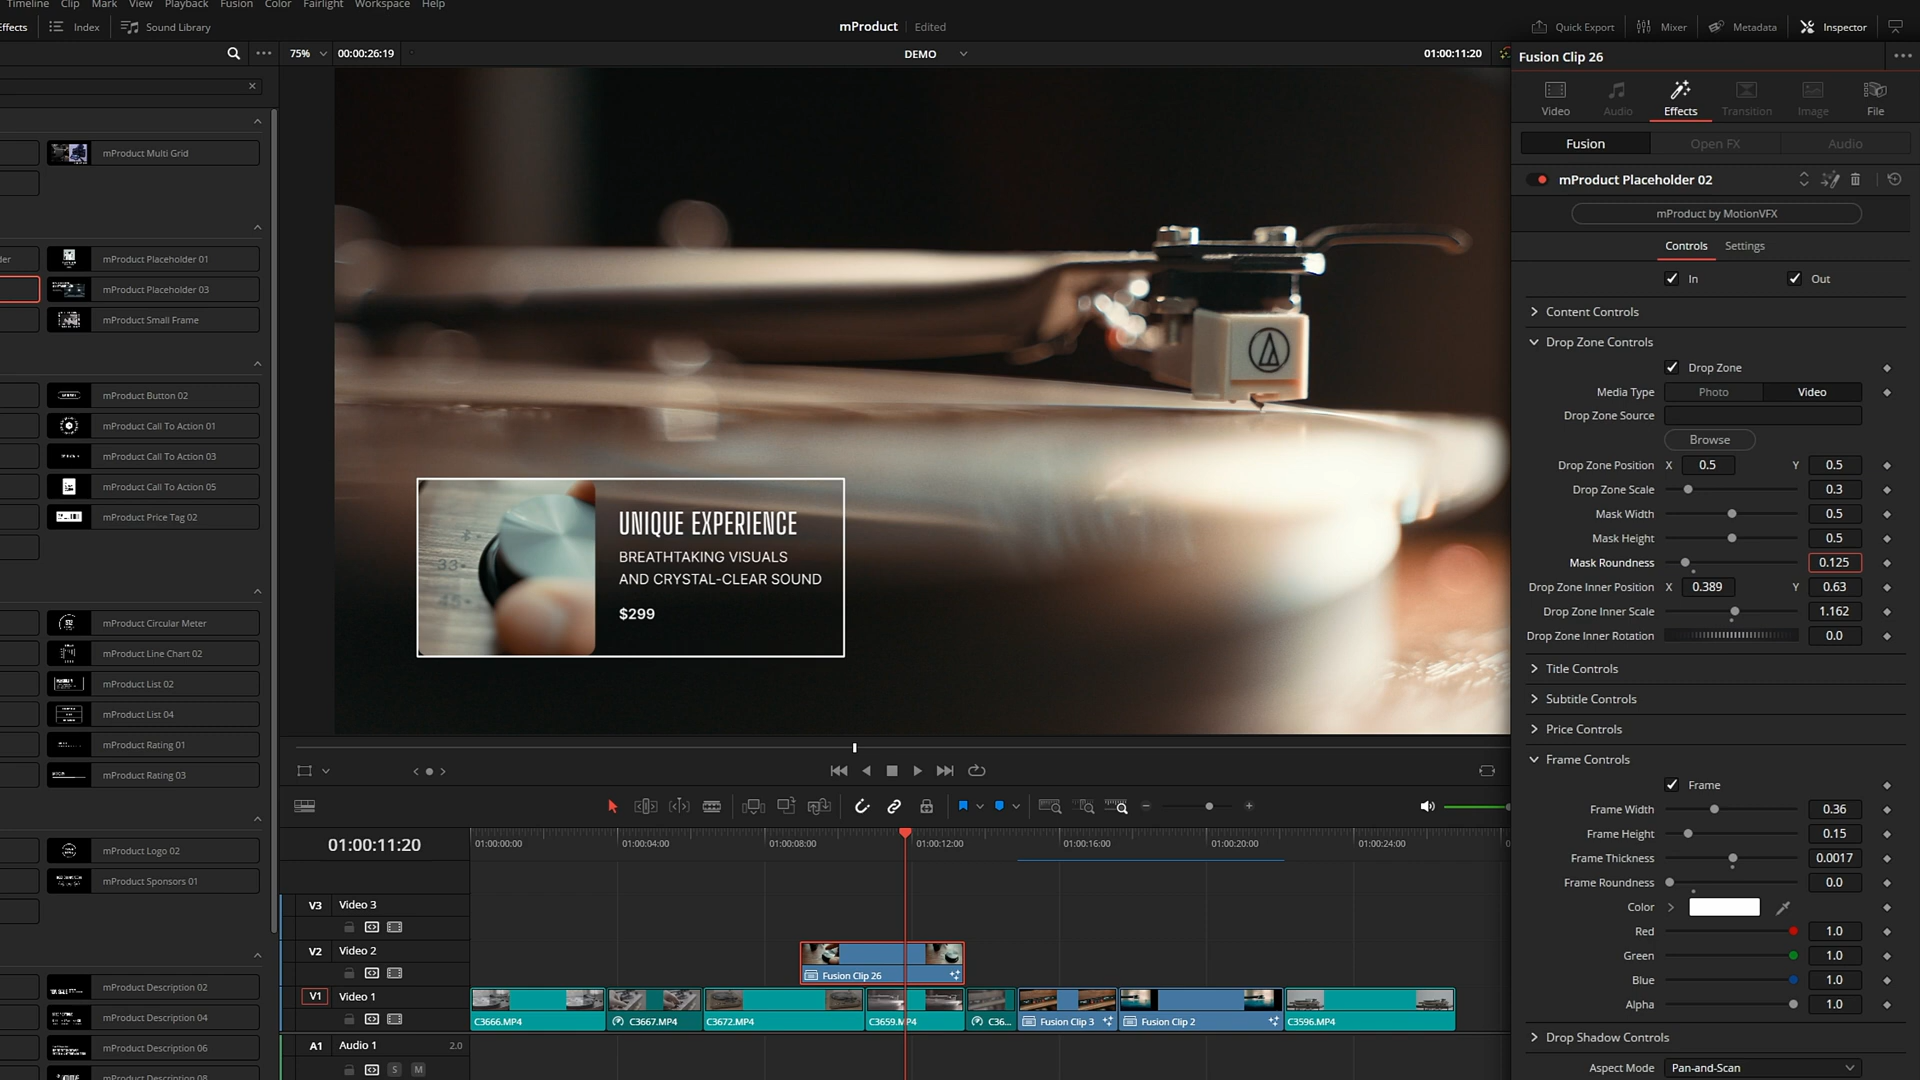 Timeline Clip Mark View Playback Fusion Color Fairlight Workspace Help
Effects Index Sound Library
mProduct Edited
Quick Export Mixer Metadata Inspector
75% 00:00:26:19
DEMO
01:00:11:20
Fusion Clip 26
Video Audio Effects Transition Image File
Fusion Open FX Audio
mProduct Placeholder 02
mProduct by MotionVFX
Controls Settings
In Out
Content Controls
Drop Zone Controls
Drop Zone
Media Type Photo Video
Drop Zone Source
Browse
Drop Zone Position X 0.5 Y 0.5
Drop Zone Scale 0.3
Mask Width 0.5
Mask Height 0.5
Mask Roundness 0.125
Drop Zone Inner Position X 0.389 Y 0.63
Drop Zone Inner Scale 1.162
Drop Zone Inner Rotation 0.0
Title Controls
Subtitle Controls
Price Controls
Frame Controls
Frame
Frame Width 0.36
Frame Height 0.15
Frame Thickness 0.0017
Frame Roundness 0.0
Color
Red 1.0
Green 1.0
Blue 1.0
Alpha 1.0
Drop Shadow Controls
Aspect Mode Pan-and-Scan
mProduct Multi Grid
der mProduct Placeholder 01
mProduct Placeholder 03
mProduct Small Frame
mProduct Button 02
mProduct Call To Action 01
mProduct Call To Action 03
mProduct Call To Action 05
mProduct Price Tag 02
mProduct Circular Meter
mProduct Line Chart 02
mProduct List 02
mProduct List 04
mProduct Rating 01
mProduct Rating 03
mProduct Logo 02
mProduct Sponsors 01
mProduct Description 02
mProduct Description 04
mProduct Description 06
mProduct Description 08
33
45
UNIQUE EXPERIENCE
BREATHTAKING VISUALS
AND CRYSTAL-CLEAR SOUND
$299
01:00:11:20
01:00:00:00 01:00:04:00 01:00:08:00 01:00:12:00 01:00:16:00 01:00:20:00 01:00:24:00
V3 Video 3
V2 Video 2
Fusion Clip 26
V1 Video 1
C3666.MP4 C3667.MP4 C3672.MP4 C3659.MP4 C36... Fusion Clip 3 Fusion Clip 2 C3596.MP4
A1 Audio 1 2.0
S M